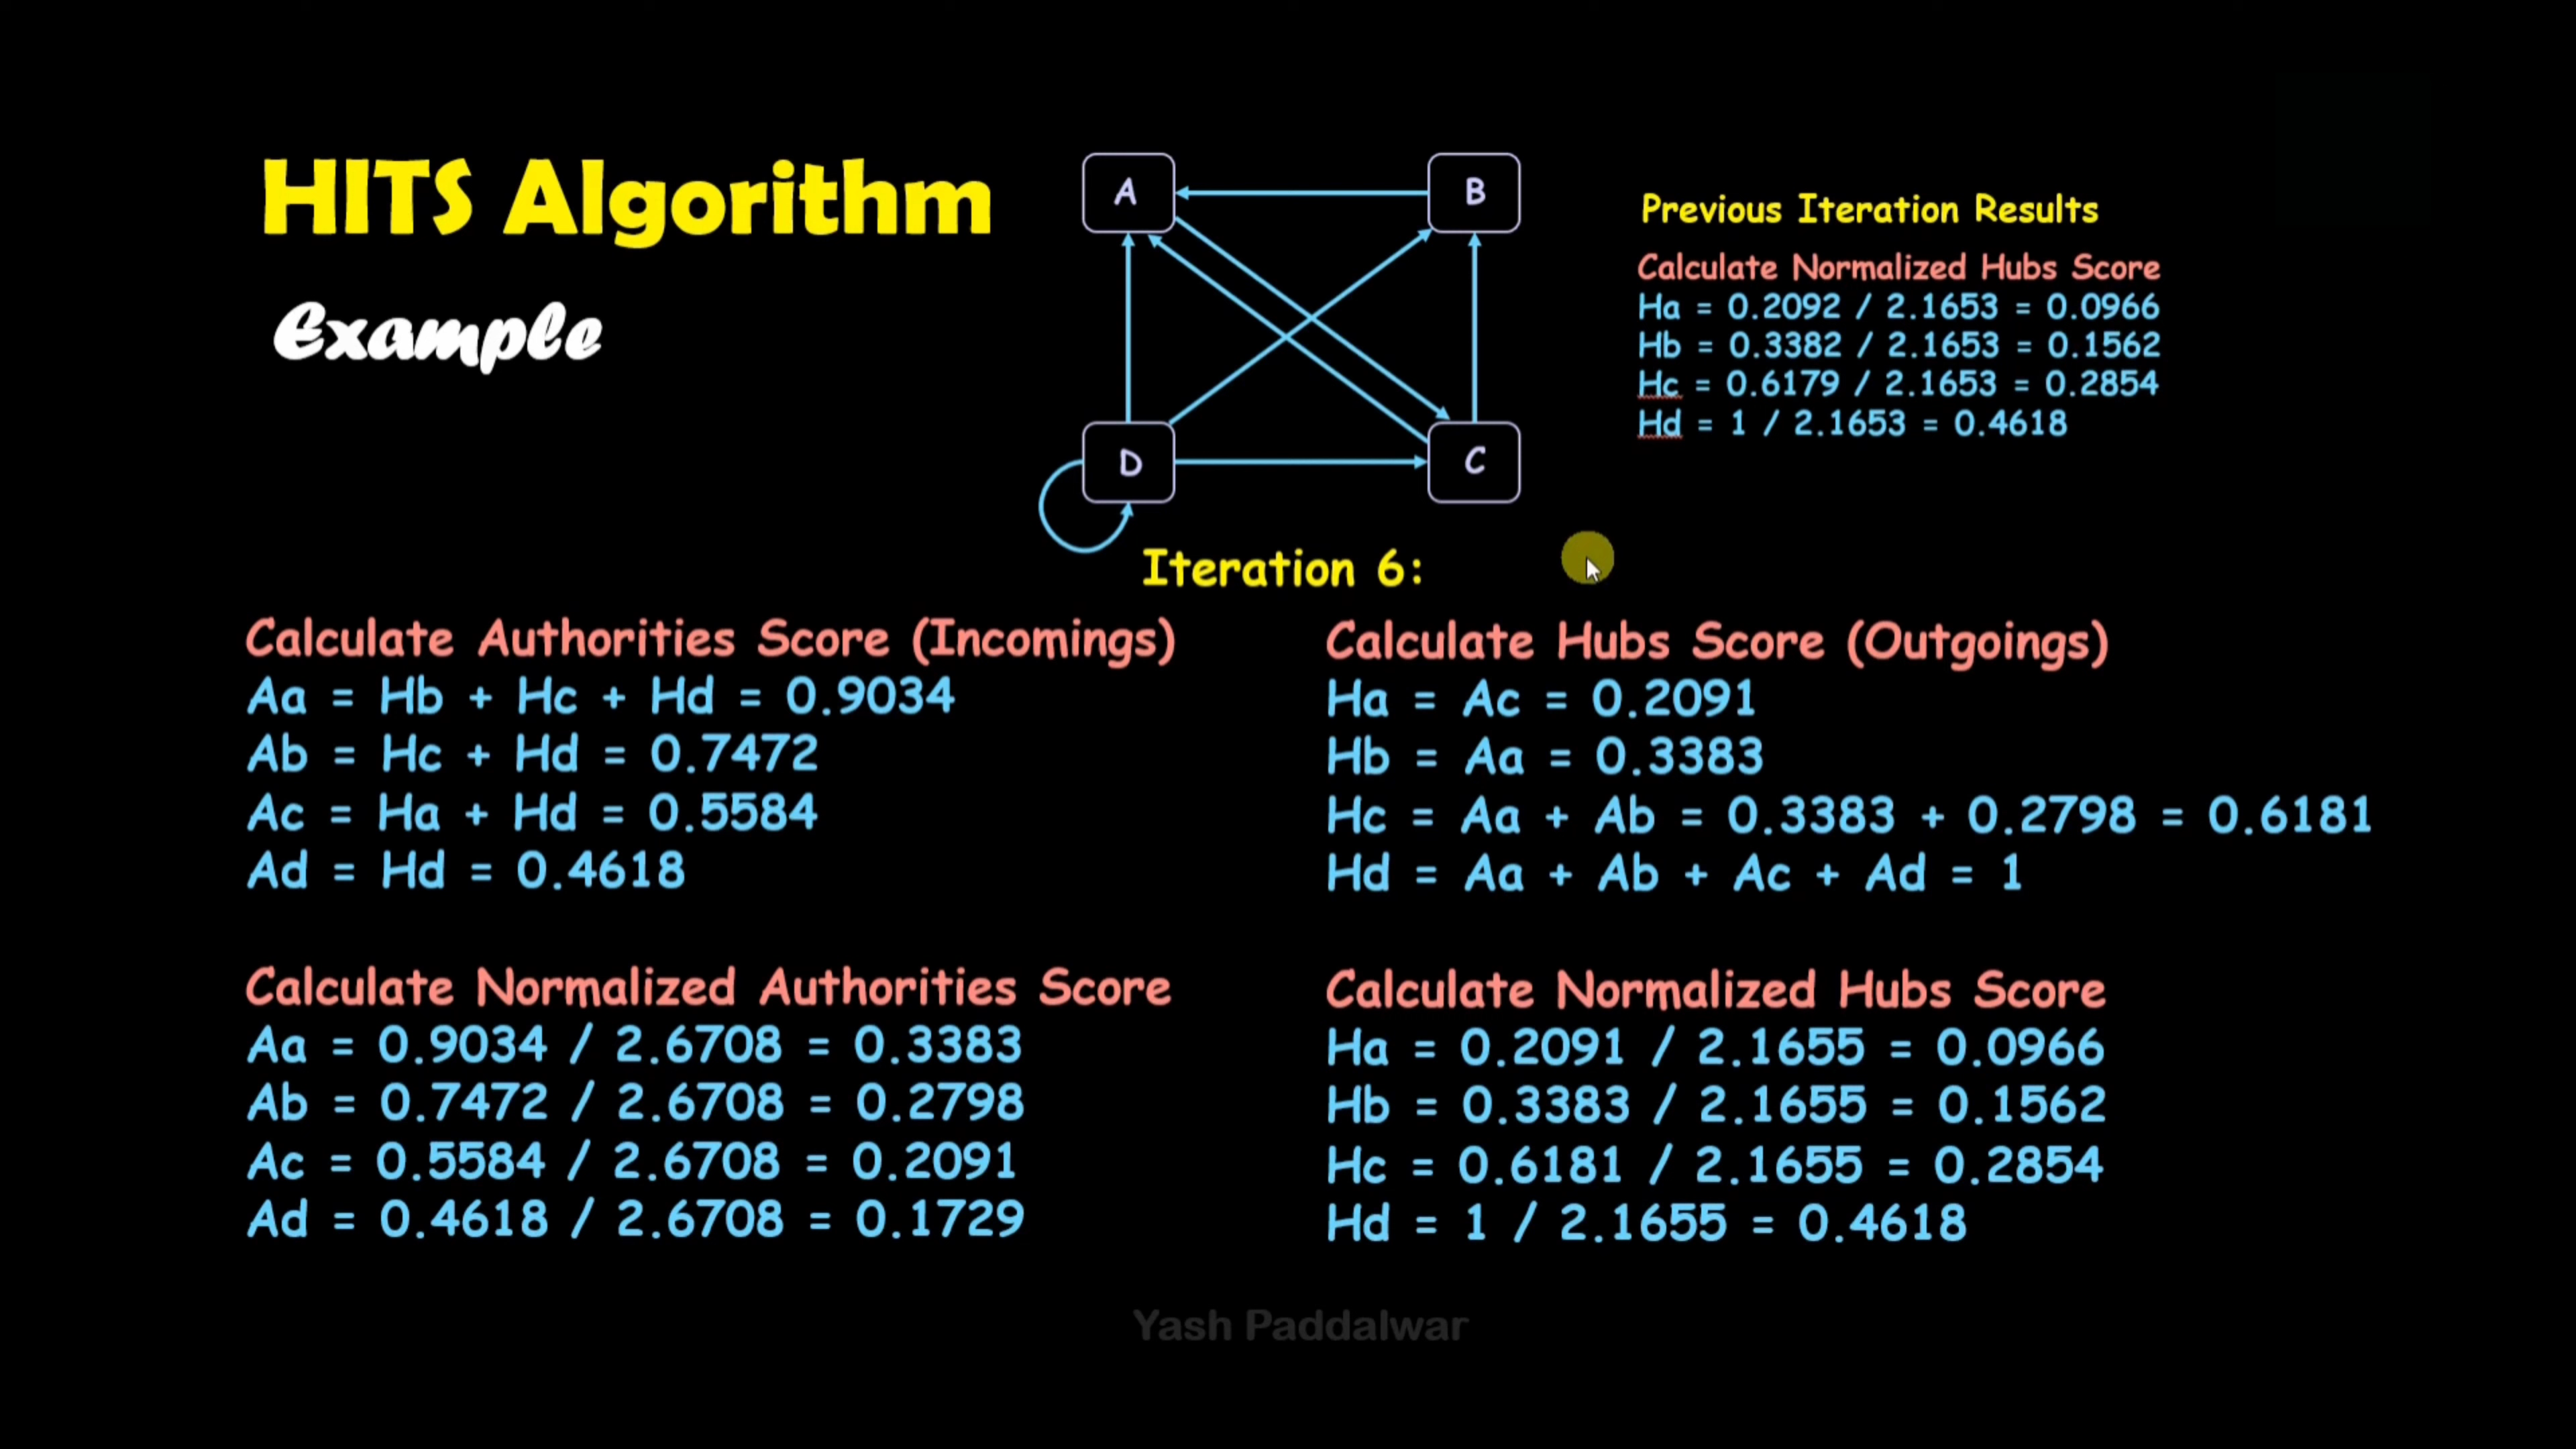 HITS Algorithm
Example
A
B
D
C
Previous Iteration Results
Calculate Normalized Hubs Score
Ha = 0.2092 / 2.1653 = 0.0966
Hb = 0.3382 / 2.1653 = 0.1562
Hc = 0.6179 / 2.1653 = 0.2854
Hd = 1 / 2.1653 = 0.4618
Iteration 6:
Calculate Authorities Score (Incomings)
Aa = Hb + Hc + Hd = 0.9034
Ab = Hc + Hd = 0.7472
Ac = Ha + Hd = 0.5584
Ad = Hd = 0.4618
Calculate Normalized Authorities Score
Aa = 0.9034 / 2.6708 = 0.3383
Ab = 0.7472 / 2.6708 = 0.2798
Ac = 0.5584 / 2.6708 = 0.2091
Ad = 0.4618 / 2.6708 = 0.1729
Calculate Hubs Score (Outgoings)
Ha = Ac = 0.2091
Hb = Aa = 0.3383
Hc = Aa + Ab = 0.3383 + 0.2798 = 0.6181
Hd = Aa + Ab + Ac + Ad = 1
Calculate Normalized Hubs Score
Ha = 0.2091 / 2.1655 = 0.0966
Hb = 0.3383 / 2.1655 = 0.1562
Hc = 0.6181 / 2.1655 = 0.2854
Hd = 1 / 2.1655 = 0.4618
Yash Paddalwar